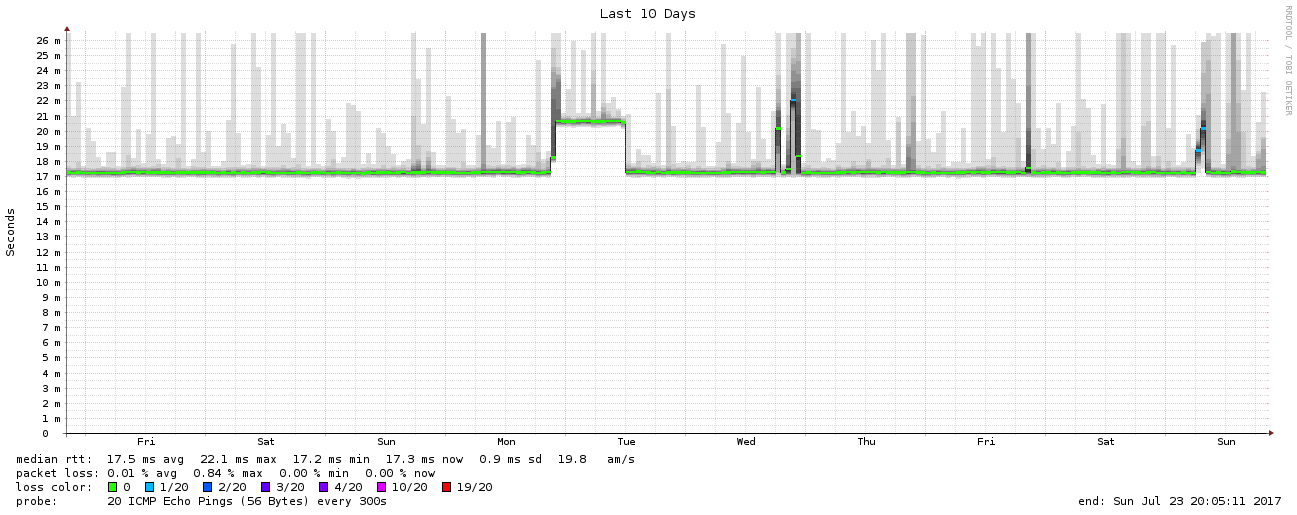 Last 10 Days
RRDTOOL / TOBI OETIKER
Seconds
26 m
25 m
24 m
23 m
22 m
21 m
20 m
19 m
18 m
17 m
16 m
15 m
14 m
13 m
12 m
11 m
10 m
9 m
8 m
7 m
6 m
5 m
4 m
3 m
2 m
1 m
0
Fri Sat Sun Mon Tue Wed Thu Fri Sat Sun
median rtt: 17.5 ms avg 22.1 ms max 17.2 ms min 17.3 ms now 0.9 ms sd 19.8 am/s
packet loss: 0.01 % avg 0.84 % max 0.00 % min 0.00 % now
loss color: 0 1/20 2/20 3/20 4/20 10/20 19/20
probe: 20 ICMP Echo Pings (56 Bytes) every 300s end: Sun Jul 23 20:05:11 2017